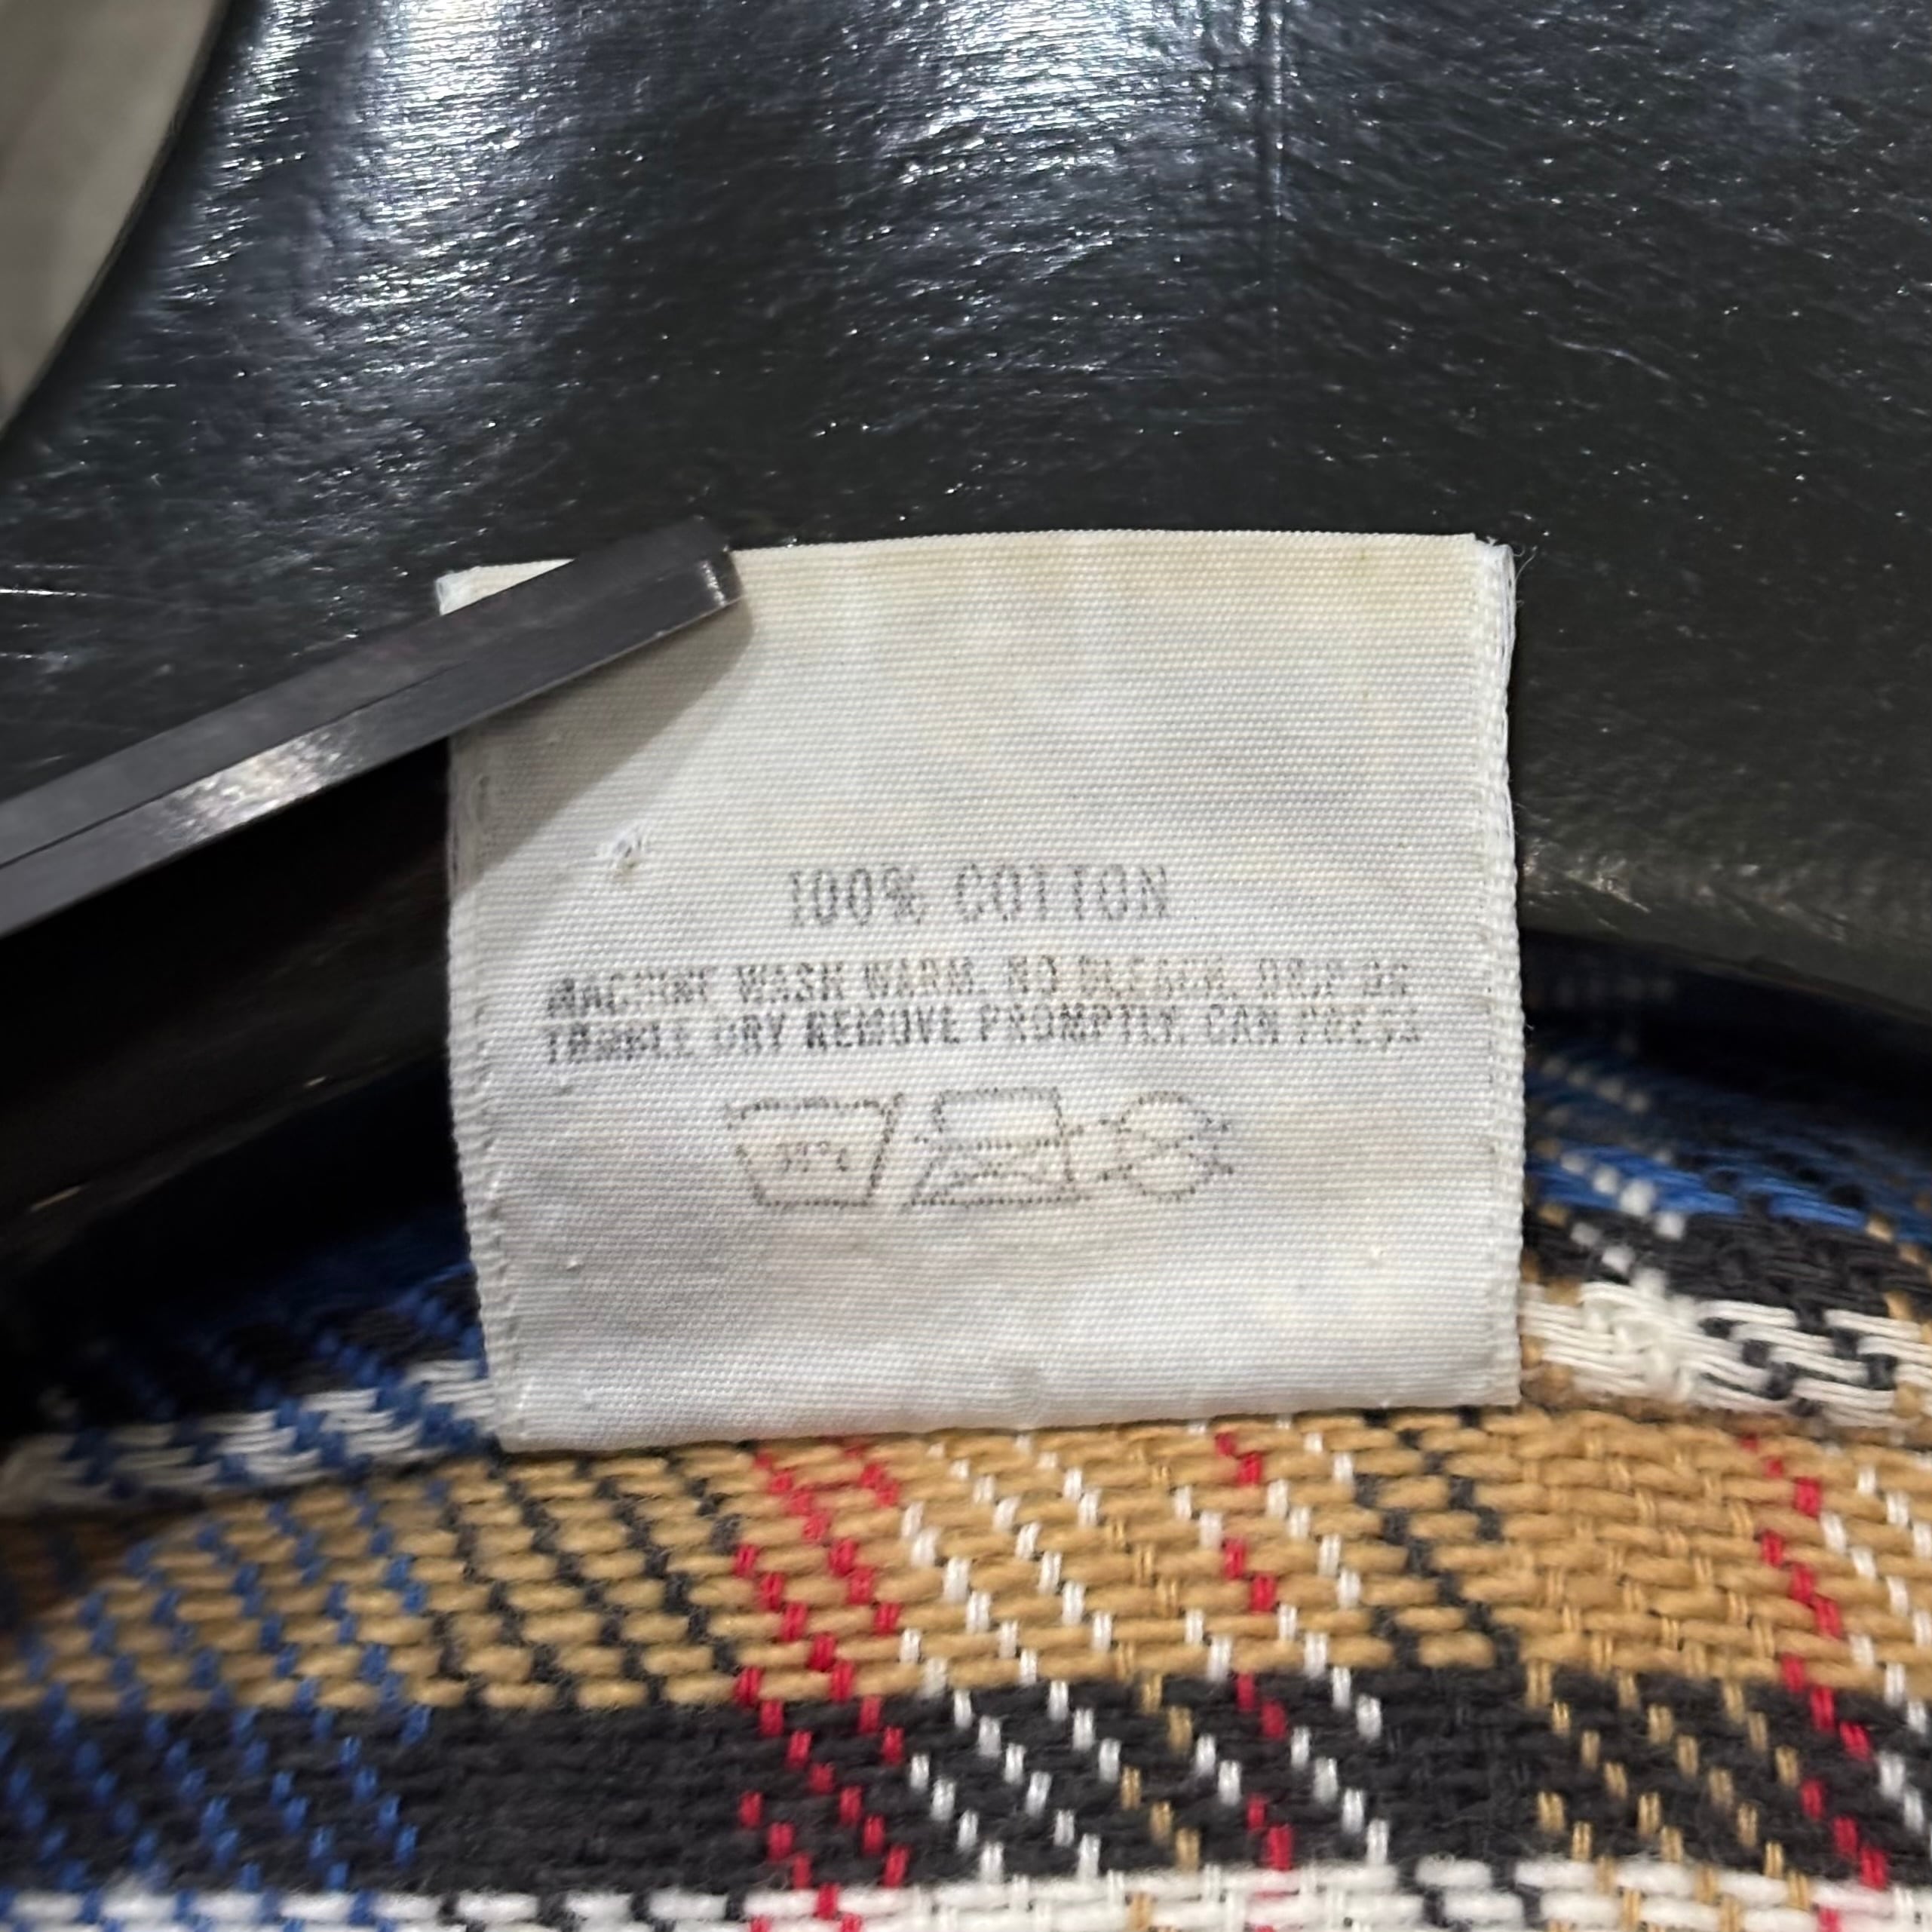 100% COTTON
MACHINE WASH WARM. NO BLEACH. DRIP OR
TUMBLE DRY REMOVE PROMPTLY. CAN PRESS